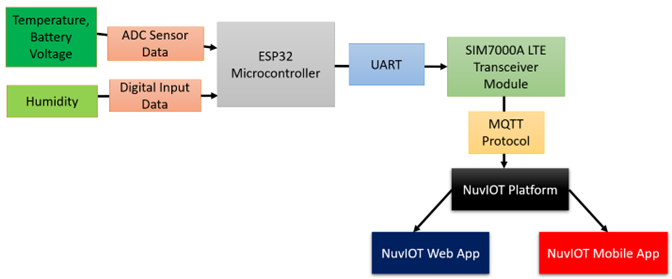 Temperature,
Battery
Voltage
ADC Sensor
Data
Humidity
Digital Input
Data
ESP32
Microcontroller
UART
SIM7000A LTE
Transceiver
Module
MQTT
Protocol
NuvIOT Platform
NuvIOT Web App
NuvIOT Mobile App